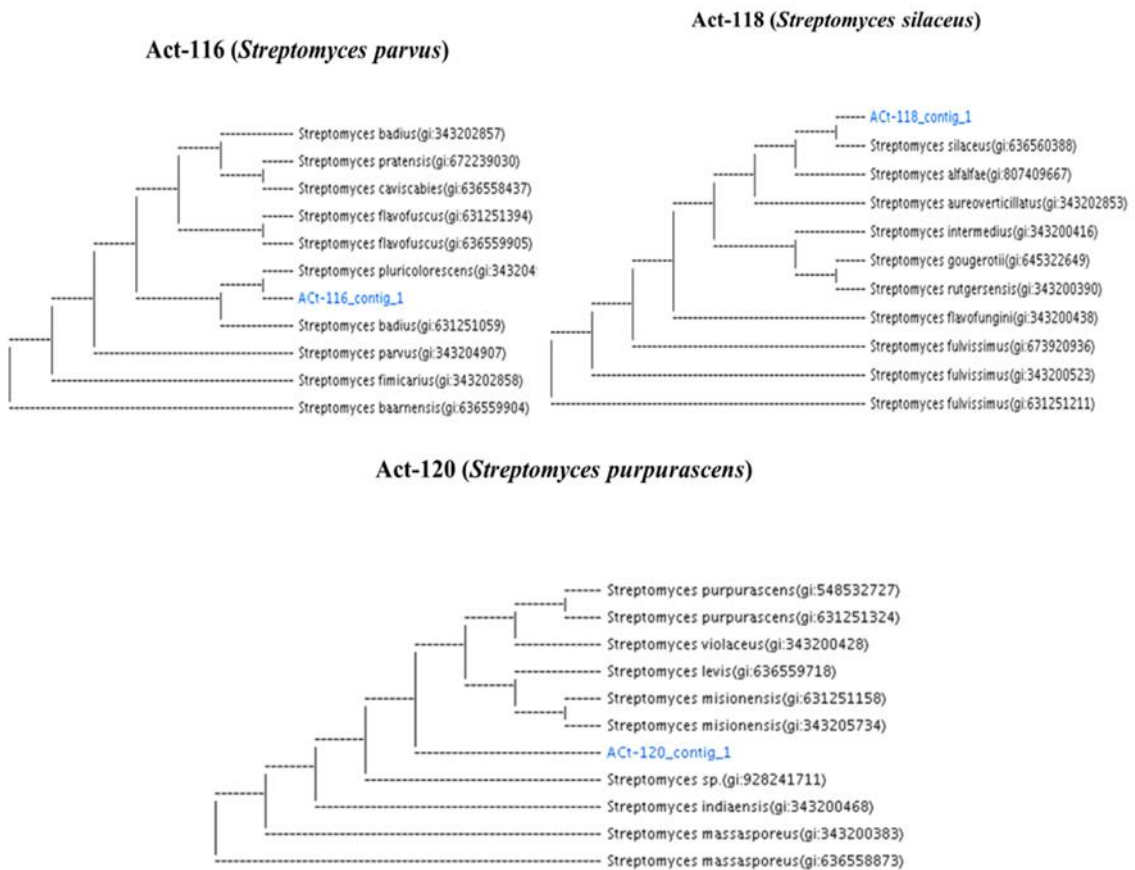 Act-116 (Streptomyces parvus)
Streptomyces badius(gi:343202857)
Streptomyces pratensis(gi:672239030)
Streptomyces caviscabies(gi:636558437)
Streptomyces flavofuscus(gi:631251394)
Streptomyces flavofuscus(gi:636559905)
Streptomyces pluricolorescens(gi:343204
ACt-116_contig_1
Streptomyces badius(gi:631251059)
Streptomyces parvus(gi:343204907)
Streptomyces fimicarius(gi:343202858)
Streptomyces baarnensis(gi:636559904)
Act-118 (Streptomyces silaceus)
ACt-118_contig_1
Streptomyces silaceus(gi:636560388)
Streptomyces alfalfae(gi:807409667)
Streptomyces aureoverticillatus(gi:343202853)
Streptomyces intermedius(gi:343200416)
Streptomyces gougerotii(gi:645322649)
Streptomyces rutgersensis(gi:343200390)
Streptomyces flavofungini(gi:343200438)
Streptomyces fulvissimus(gi:673920936)
Streptomyces fulvissimus(gi:343200523)
Streptomyces fulvissimus(gi:631251211)
Act-120 (Streptomyces purpurascens)
Streptomyces purpurascens(gi:548532727)
Streptomyces purpurascens(gi:631251324)
Streptomyces violaceus(gi:343200428)
Streptomyces levis(gi:636559718)
Streptomyces misionensis(gi:631251158)
Streptomyces misionensis(gi:343205734)
ACt-120_contig_1
Streptomyces sp.(gi:928241711)
Streptomyces indiaensis(gi:343200468)
Streptomyces massasporeus(gi:343200383)
Streptomyces massasporeus(gi:636558873)